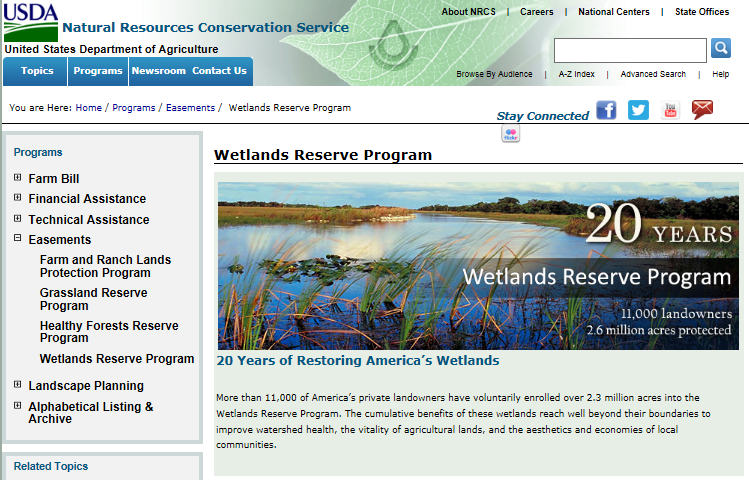 USDA
Natural Resources Conservation Service
United States Department of Agriculture
About NRCS | Careers | National Centers | State Offices
Topics Programs Newsroom Contact Us
Browse By Audience | A-Z Index | Advanced Search | Help
You are Here: Home / Programs / Easements / Wetlands Reserve Program
Stay Connected
You Tube
flickr
Programs
Farm Bill
Financial Assistance
Technical Assistance
Easements
Farm and Ranch Lands
Protection Program
Grassland Reserve
Program
Healthy Forests Reserve
Program
Wetlands Reserve Program
Landscape Planning
Alphabetical Listing &
Archive
Related Topics
Wetlands Reserve Program
20 YEARS
Wetlands Reserve Program
11,000 landowners
2.6 million acres protected
20 Years of Restoring America's Wetlands
More than 11,000 of America's private landowners have voluntarily enrolled over 2.3 million acres into the
Wetlands Reserve Program. The cumulative benefits of these wetlands reach well beyond their boundaries to
improve watershed health, the vitality of agricultural lands, and the aesthetics and economies of local
communities.